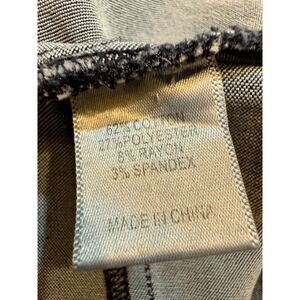 62% COTTON
27% POLYESTER
8% RAYON
3% SPANDEX
MADE IN CHINA